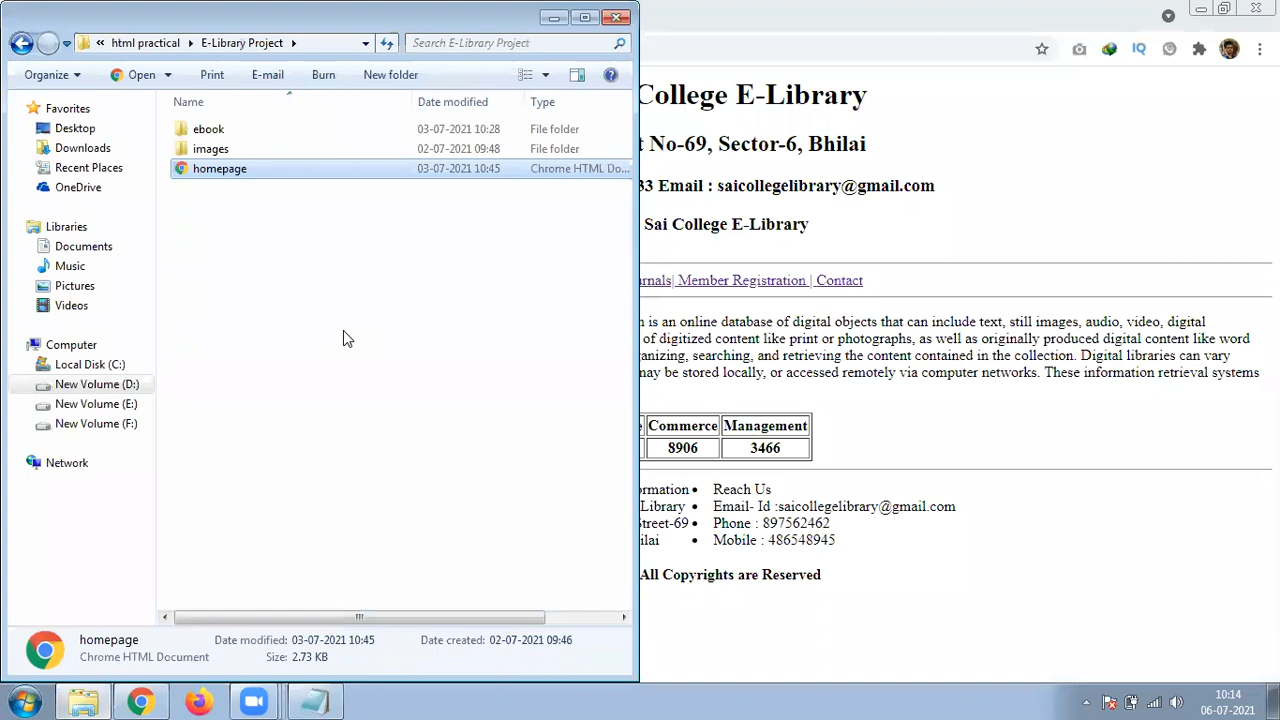 html practical
E-Library Project
Search E-Library Project
Organize
Open
Print
E-mail
Burn
New folder
Name
Date modified
Type
ebook
03-07-2021 10:28
File folder
images
02-07-2021 09:48
File folder
homepage
03-07-2021 10:45
Chrome HTML Do...
Favorites
Desktop
Downloads
Recent Places
OneDrive
Libraries
Documents
Music
Pictures
Videos
Computer
Local Disk (C:)
New Volume (D:)
New Volume (E:)
New Volume (F:)
Network
homepage
Date modified: 03-07-2021 10:45
Date created: 02-07-2021 09:46
Chrome HTML Document
Size: 2.73 KB
IQ
College E-Library
No-69, Sector-6, Bhilai
33 Email : saicollegelibrary@gmail.com
Sai College E-Library
urnals| Member Registration | Contact
n is an online database of digital objects that can include text, still images, audio, video, digital
of digitized content like print or photographs, as well as originally produced digital content like word
anizing, searching, and retrieving the content contained in the collection. Digital libraries can vary
may be stored locally, or accessed remotely via computer networks. These information retrieval systems
Commerce Management
8906 3466
ormation • Reach Us
Library • Email- Id :saicollegelibrary@gmail.com
Street-69 • Phone : 897562462
ilai • Mobile : 486548945
All Copyrights are Reserved
10:14
06-07-2021